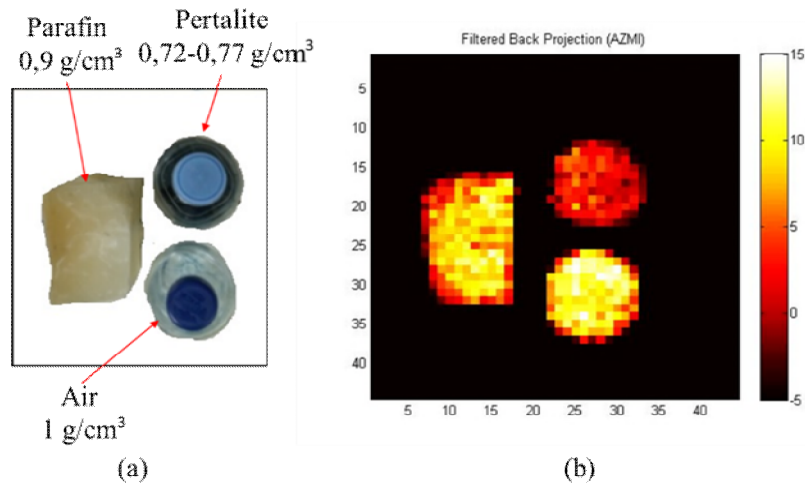 Parafin
0,9 g/cm³
Pertalite
0,72-0,77 g/cm³
Air
1 g/cm³
(a)
Filtered Back Projection (AZMI)
5
10
15
20
25
30
35
40
5 10 15 20 25 30 35 40
15
10
5
0
-5
(b)